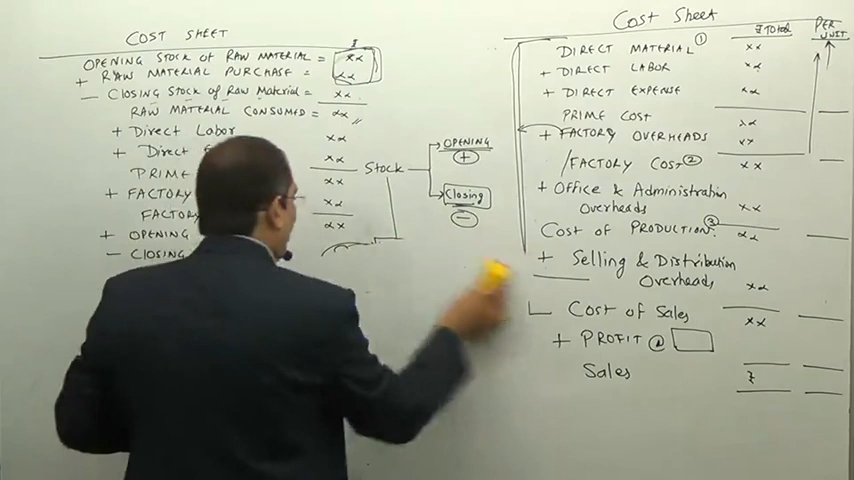 COST SHEET
OPENING STOCK OF RAW MATERIAL = xx
+ RAW MATERIAL PURCHASE = xx
- CLOSING STOCK OF RAW MATERIAL = xx
RAW MATERIAL CONSUMED = xx
+ Direct Labor xx
+ Direct xx
PRIME xx
+ FACTORY xx
FACTORY xx
+ OPENING
- CLOSING
I
Stock
OPENING
+
Closing
-
Cost Sheet
₹ Total PER UNIT
DIRECT MATERIAL 1 xx
+ DIRECT LABOR xx
+ DIRECT EXPENSE xx
PRIME COST xx
+ FACTORY OVERHEADS xx
/FACTORY COST 2 xx
+ OFFICE & Administration
Overheads xx
COST OF PRODUCTION. 3 xx
+ Selling & Distribution
Overheads xx
Cost of Sales xx
+ PROFIT @
Sales ₹